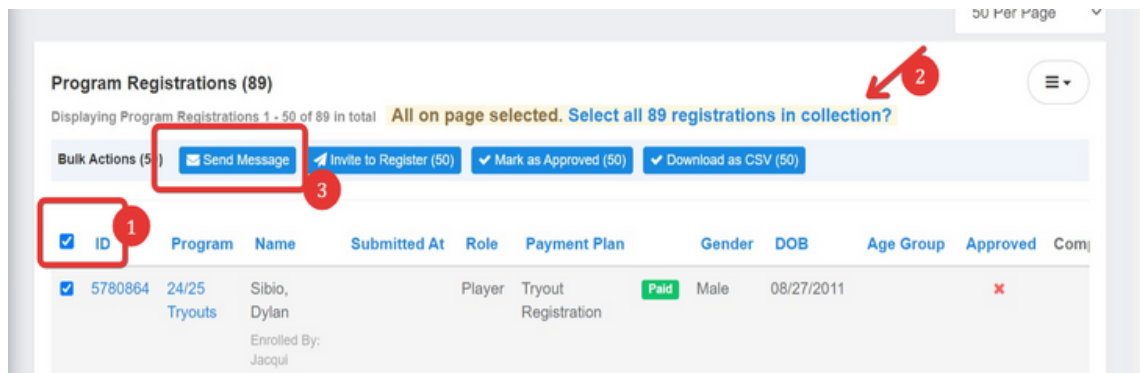 50 Per Page
Program Registrations (89)
2
Displaying Program Registrations 1 - 50 of 89 in total All on page selected. Select all 89 registrations in collection?
Bulk Actions (50) Send Message Invite to Register (50) Mark as Approved (50) Download as CSV (50)
3
1
ID Program Name Submitted At Role Payment Plan Gender DOB Age Group Approved
5780864 24/25 Sibio, Player Tryout Paid Male 08/27/2011
Tryouts Dylan Registration
Enrolled By:
Jacqui